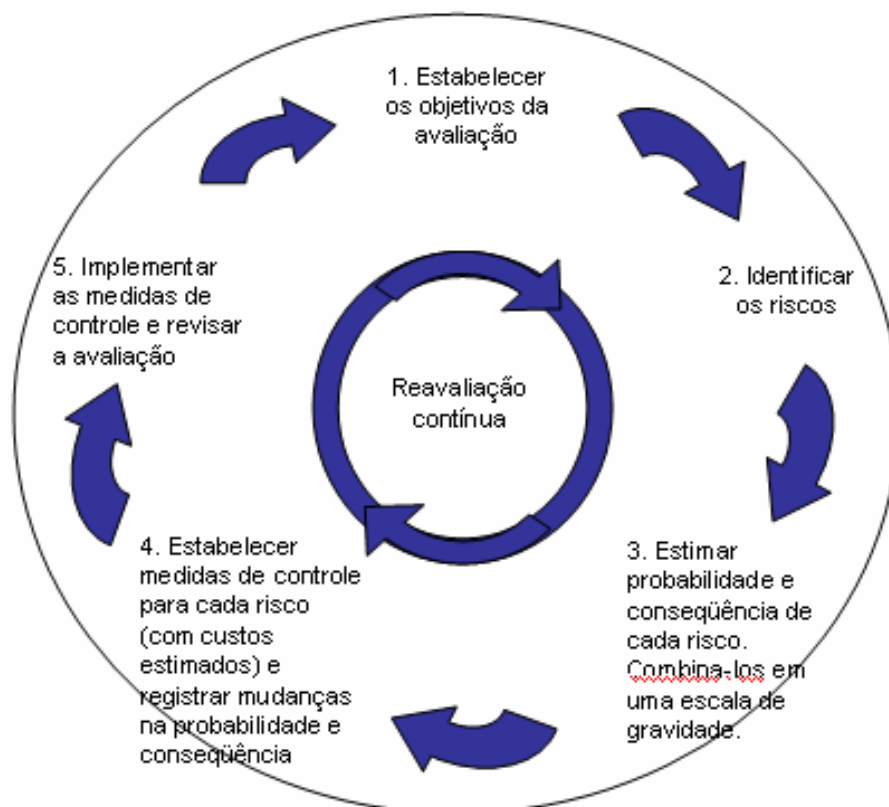 1. Estabelecer
os objetivos da
avaliação
2. Identificar
os riscos
3. Estimar
probabilidade e
conseqüência de
cada risco.
Combina-los em
uma escala de
gravidade.
4. Estabelecer
medidas de controle
para cada risco
(com custos
estimados) e
registrar mudanças
na probabilidade e
conseqüência
5. Implementar
as medidas de
controle e revisar
a avaliação
Reavaliação
contínua